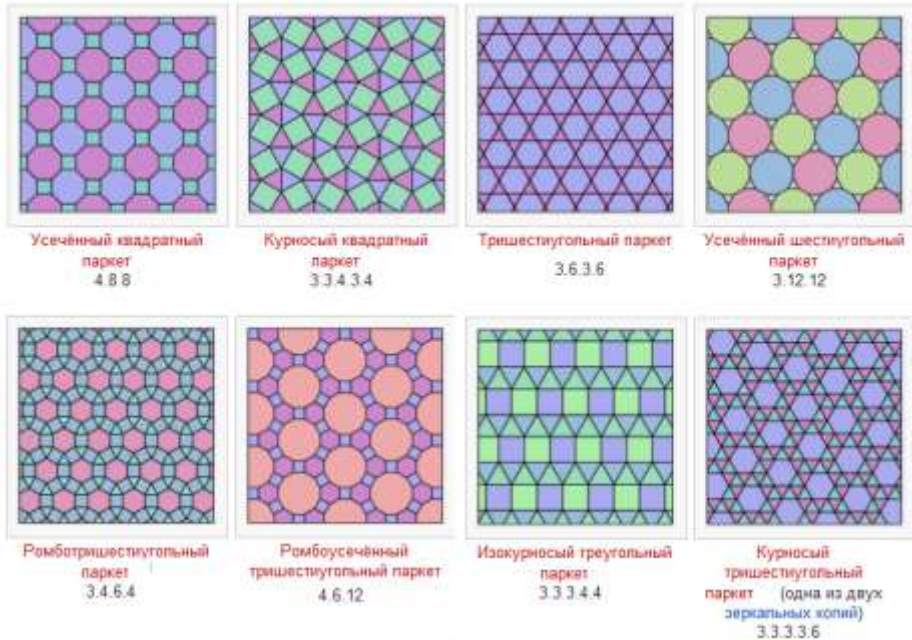 Усечённый квадратный
паркет
4.8.8
Курносый квадратный
паркет
3.3.4.3.4
Тришестиугольный паркет
3.6.3.6
Усечённый шестиугольный
паркет
3.12.12
Ромботришестиугольный
паркет
3.4.6.4
Ромбоусечённый
тришестиугольный паркет
4.6.12
Изокурносый треугольный
паркет
3.3.3.4.4
Курносый
тришестиугольный
паркет (одна из двух
зеркальных копий)
3.3.3.3.6